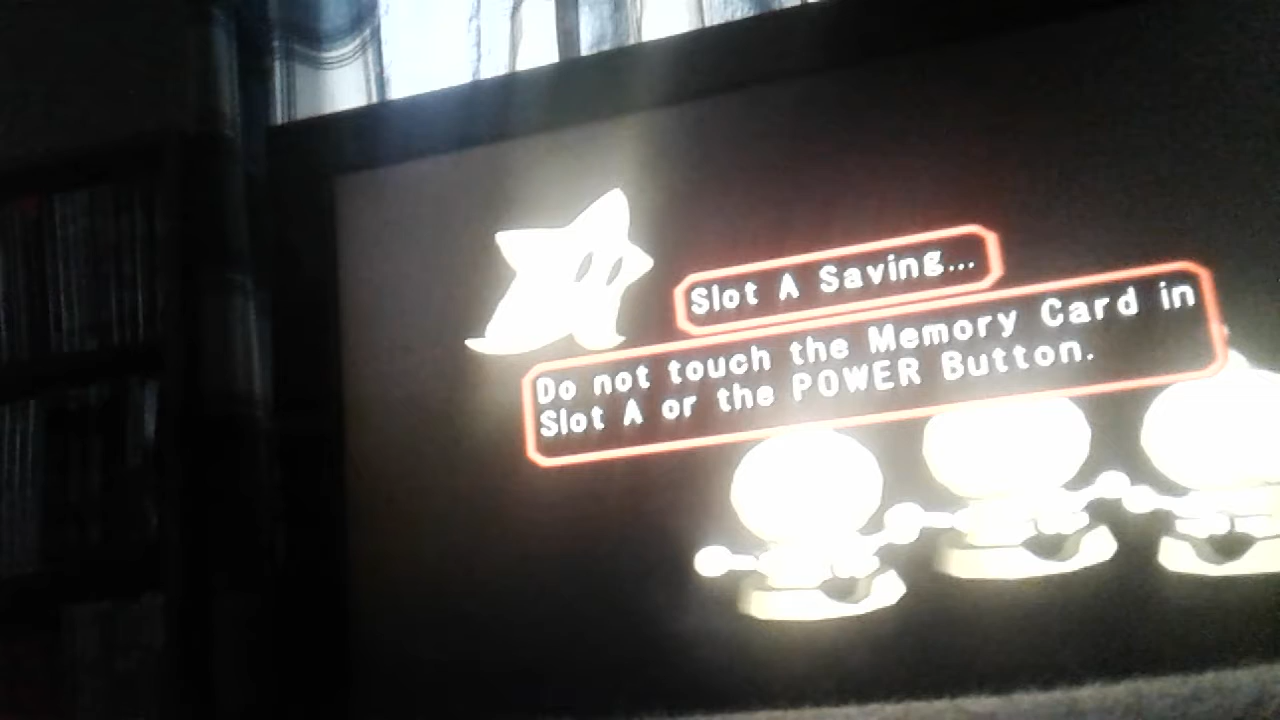 Slot A Saving...
Do not touch the Memory Card in
Slot A or the POWER Button.